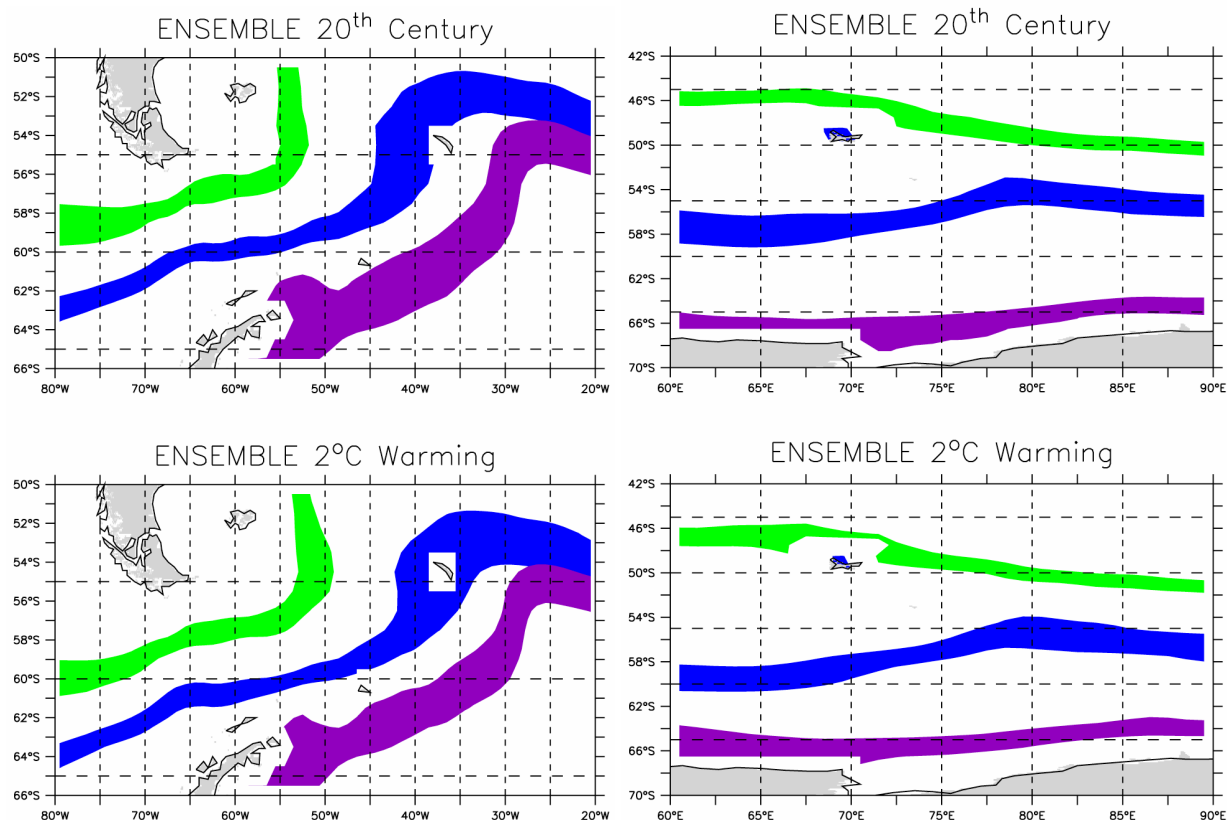 ENSEMBLE 20th Century
50°S
52°S
54°S
56°S
58°S
60°S
62°S
64°S
66°S
80°W 70°W 60°W 50°W 40°W 30°W 20°W
ENSEMBLE 20th Century
42°S
46°S
50°S
54°S
58°S
62°S
66°S
70°S
60°E 65°E 70°E 75°E 80°E 85°E 90°E
ENSEMBLE 2°C Warming
50°S
52°S
54°S
56°S
58°S
60°S
62°S
64°S
66°S
80°W 70°W 60°W 50°W 40°W 30°W 20°W
ENSEMBLE 2°C Warming
42°S
46°S
50°S
54°S
58°S
62°S
66°S
70°S
60°E 65°E 70°E 75°E 80°E 85°E 90°E